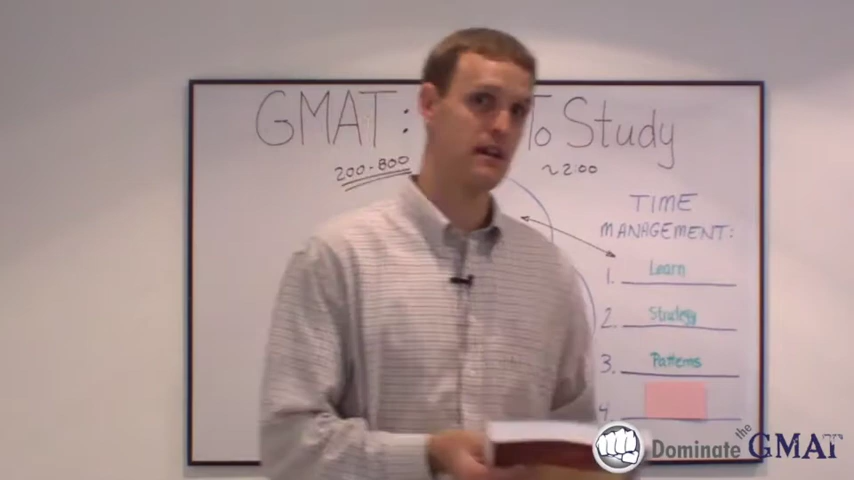 GMAT: To Study
200-800
~2:00
TIME
MANAGEMENT:
1. Learn
2. Strategy
3. Patterns
4.
Dominate the GMAT